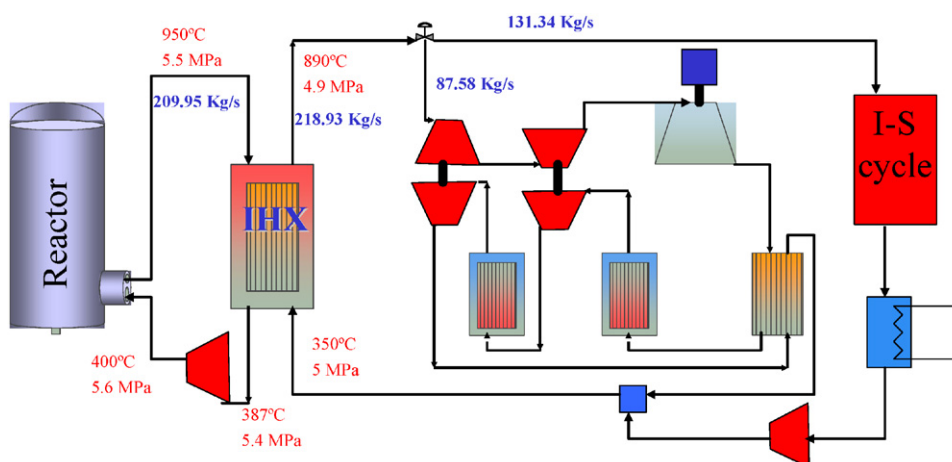 131.34 Kg/s
950ºC
5.5 MPa
209.95 Kg/s
890ºC
4.9 MPa
218.93 Kg/s
87.58 Kg/s
Reactor
IHX
I-S
cycle
400ºC
5.6 MPa
387ºC
5.4 MPa
350ºC
5 MPa